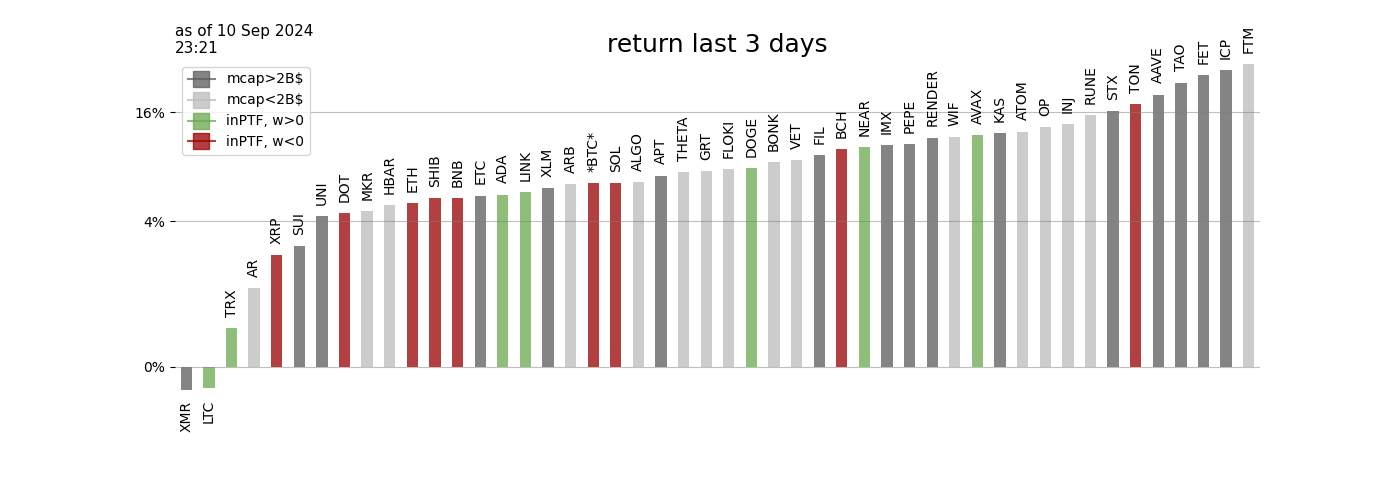 as of 10 Sep 2024
23:21
return last 3 days
mcap>2B$
mcap<2B$
inPTF, w>0
inPTF, w<0
16%
4%
0%
XMR
LTC
TRX
AR
XRP
SUI
UNI
DOT
MKR
HBAR
ETH
SHIB
BNB
ETC
ADA
LINK
XLM
ARB
*BTC*
SOL
ALGO
APT
THETA
GRT
FLOKI
DOGE
BONK
VET
FIL
BCH
NEAR
IMX
PEPE
RENDER
WIF
AVAX
KAS
ATOM
OP
INJ
RUNE
STX
TON
AAVE
TAO
FET
ICP
FTM